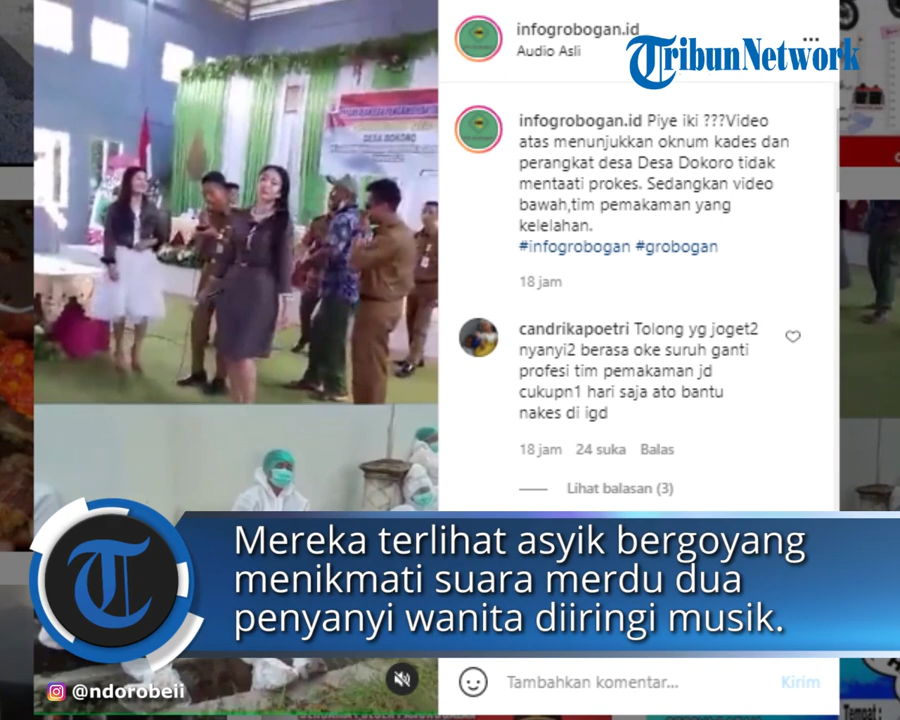 infogrobogan.id
Audio Asli
TribunNetwork
DESA DOKORO
infogrobogan.id Piye iki ???Video
atas menunjukkan oknum kades dan
perangkat desa Desa Dokoro tidak
mentaati prokes. Sedangkan video
bawah,tim pemakaman yang
kelelahan.
#infogrobogan #grobogan
18 jam
candrikapoetri Tolong yg joget2
nyanyi2 berasa oke suruh ganti
profesi tim pemakaman jd
cukupn1 hari saja ato bantu
nakes di igd
18 jam 24 suka Balas
Lihat balasan (3)
Mereka terlihat asyik bergoyang
menikmati suara merdu dua
penyanyi wanita diiringi musik.
T
@ndorobeii
Tambahkan komentar...
Kirim
Tempat :